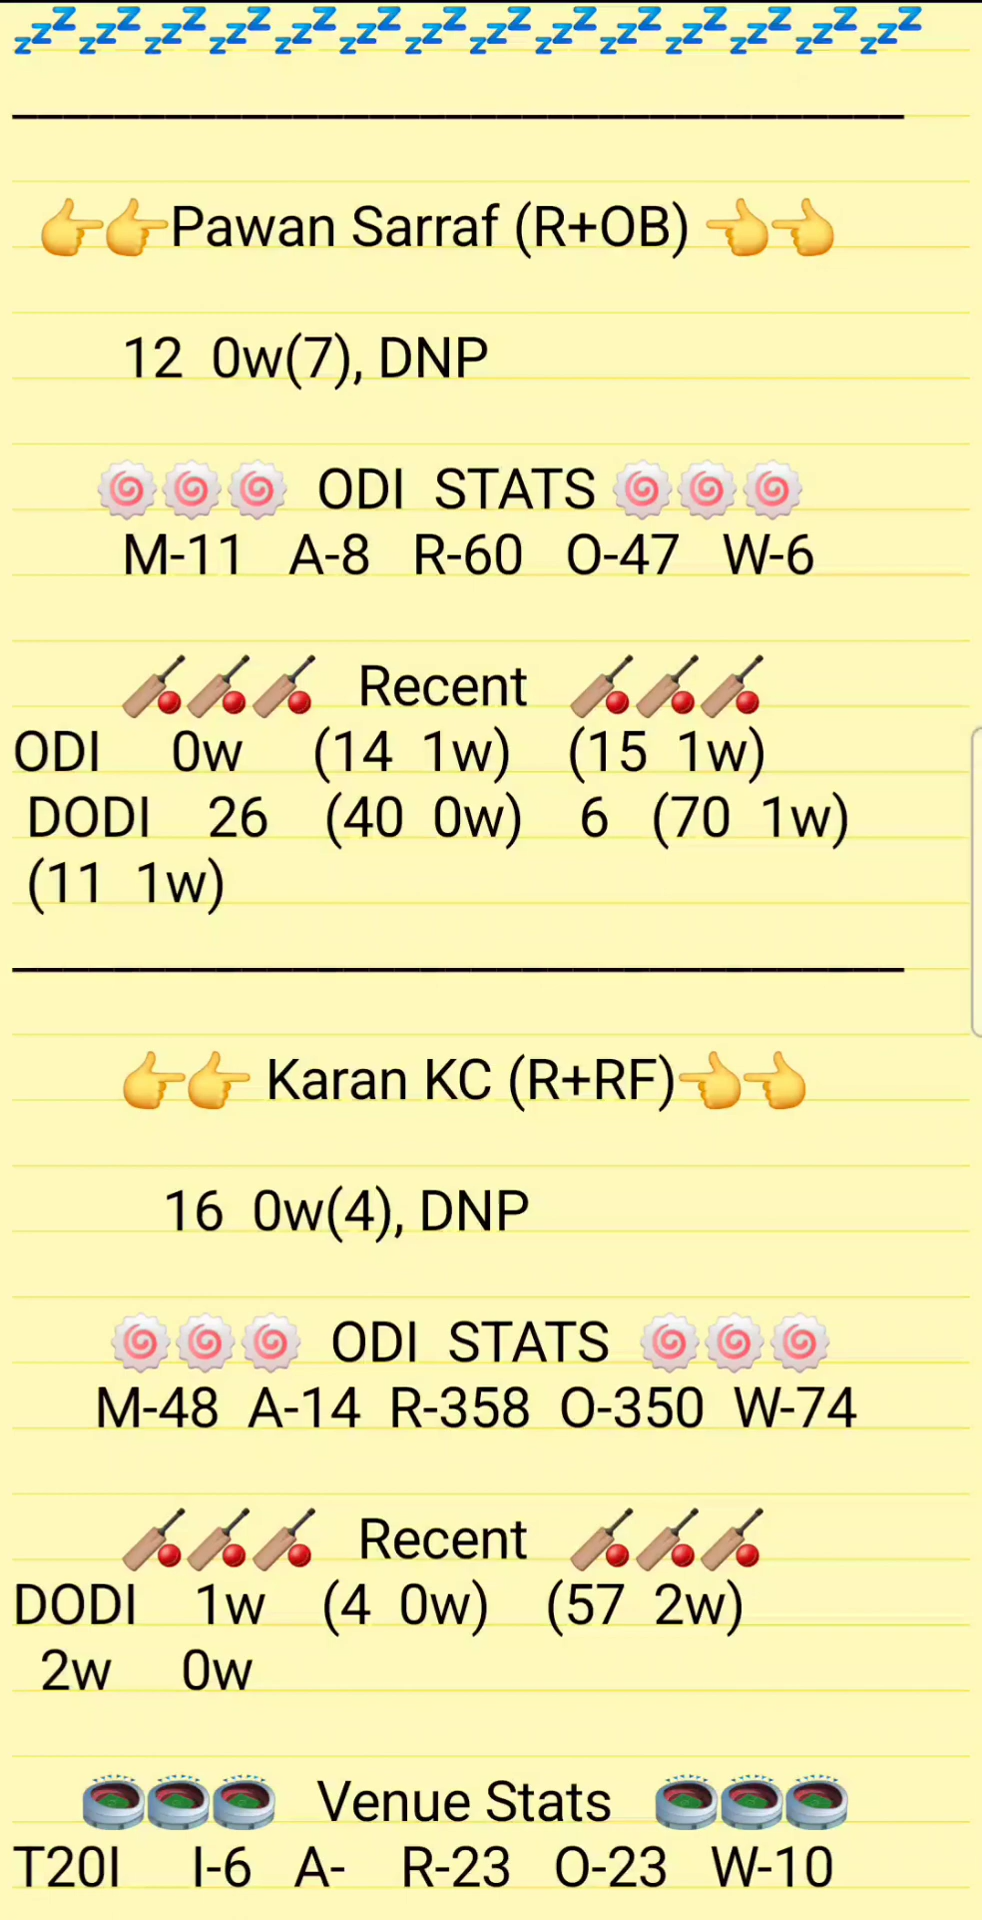 💤💤💤💤💤💤💤💤💤💤💤💤💤💤
👉👉Pawan Sarraf (R+OB) 👈👈
12 0w(7), DNP
🍥🍥🍥 ODI STATS 🍥🍥🍥
M-11 A-8 R-60 O-47 W-6
🏏🏏🏏 Recent 🏏🏏🏏
ODI 0w (14 1w) (15 1w)
DODI 26 (40 0w) 6 (70 1w)
(11 1w)
👉👉 Karan KC (R+RF)👈👈
16 0w(4), DNP
🍥🍥🍥 ODI STATS 🍥🍥🍥
M-48 A-14 R-358 O-350 W-74
🏏🏏🏏 Recent 🏏🏏🏏
DODI 1w (4 0w) (57 2w)
2w 0w
🏟🏟🏟 Venue Stats 🏟🏟🏟
T20I I-6 A- R-23 O-23 W-10